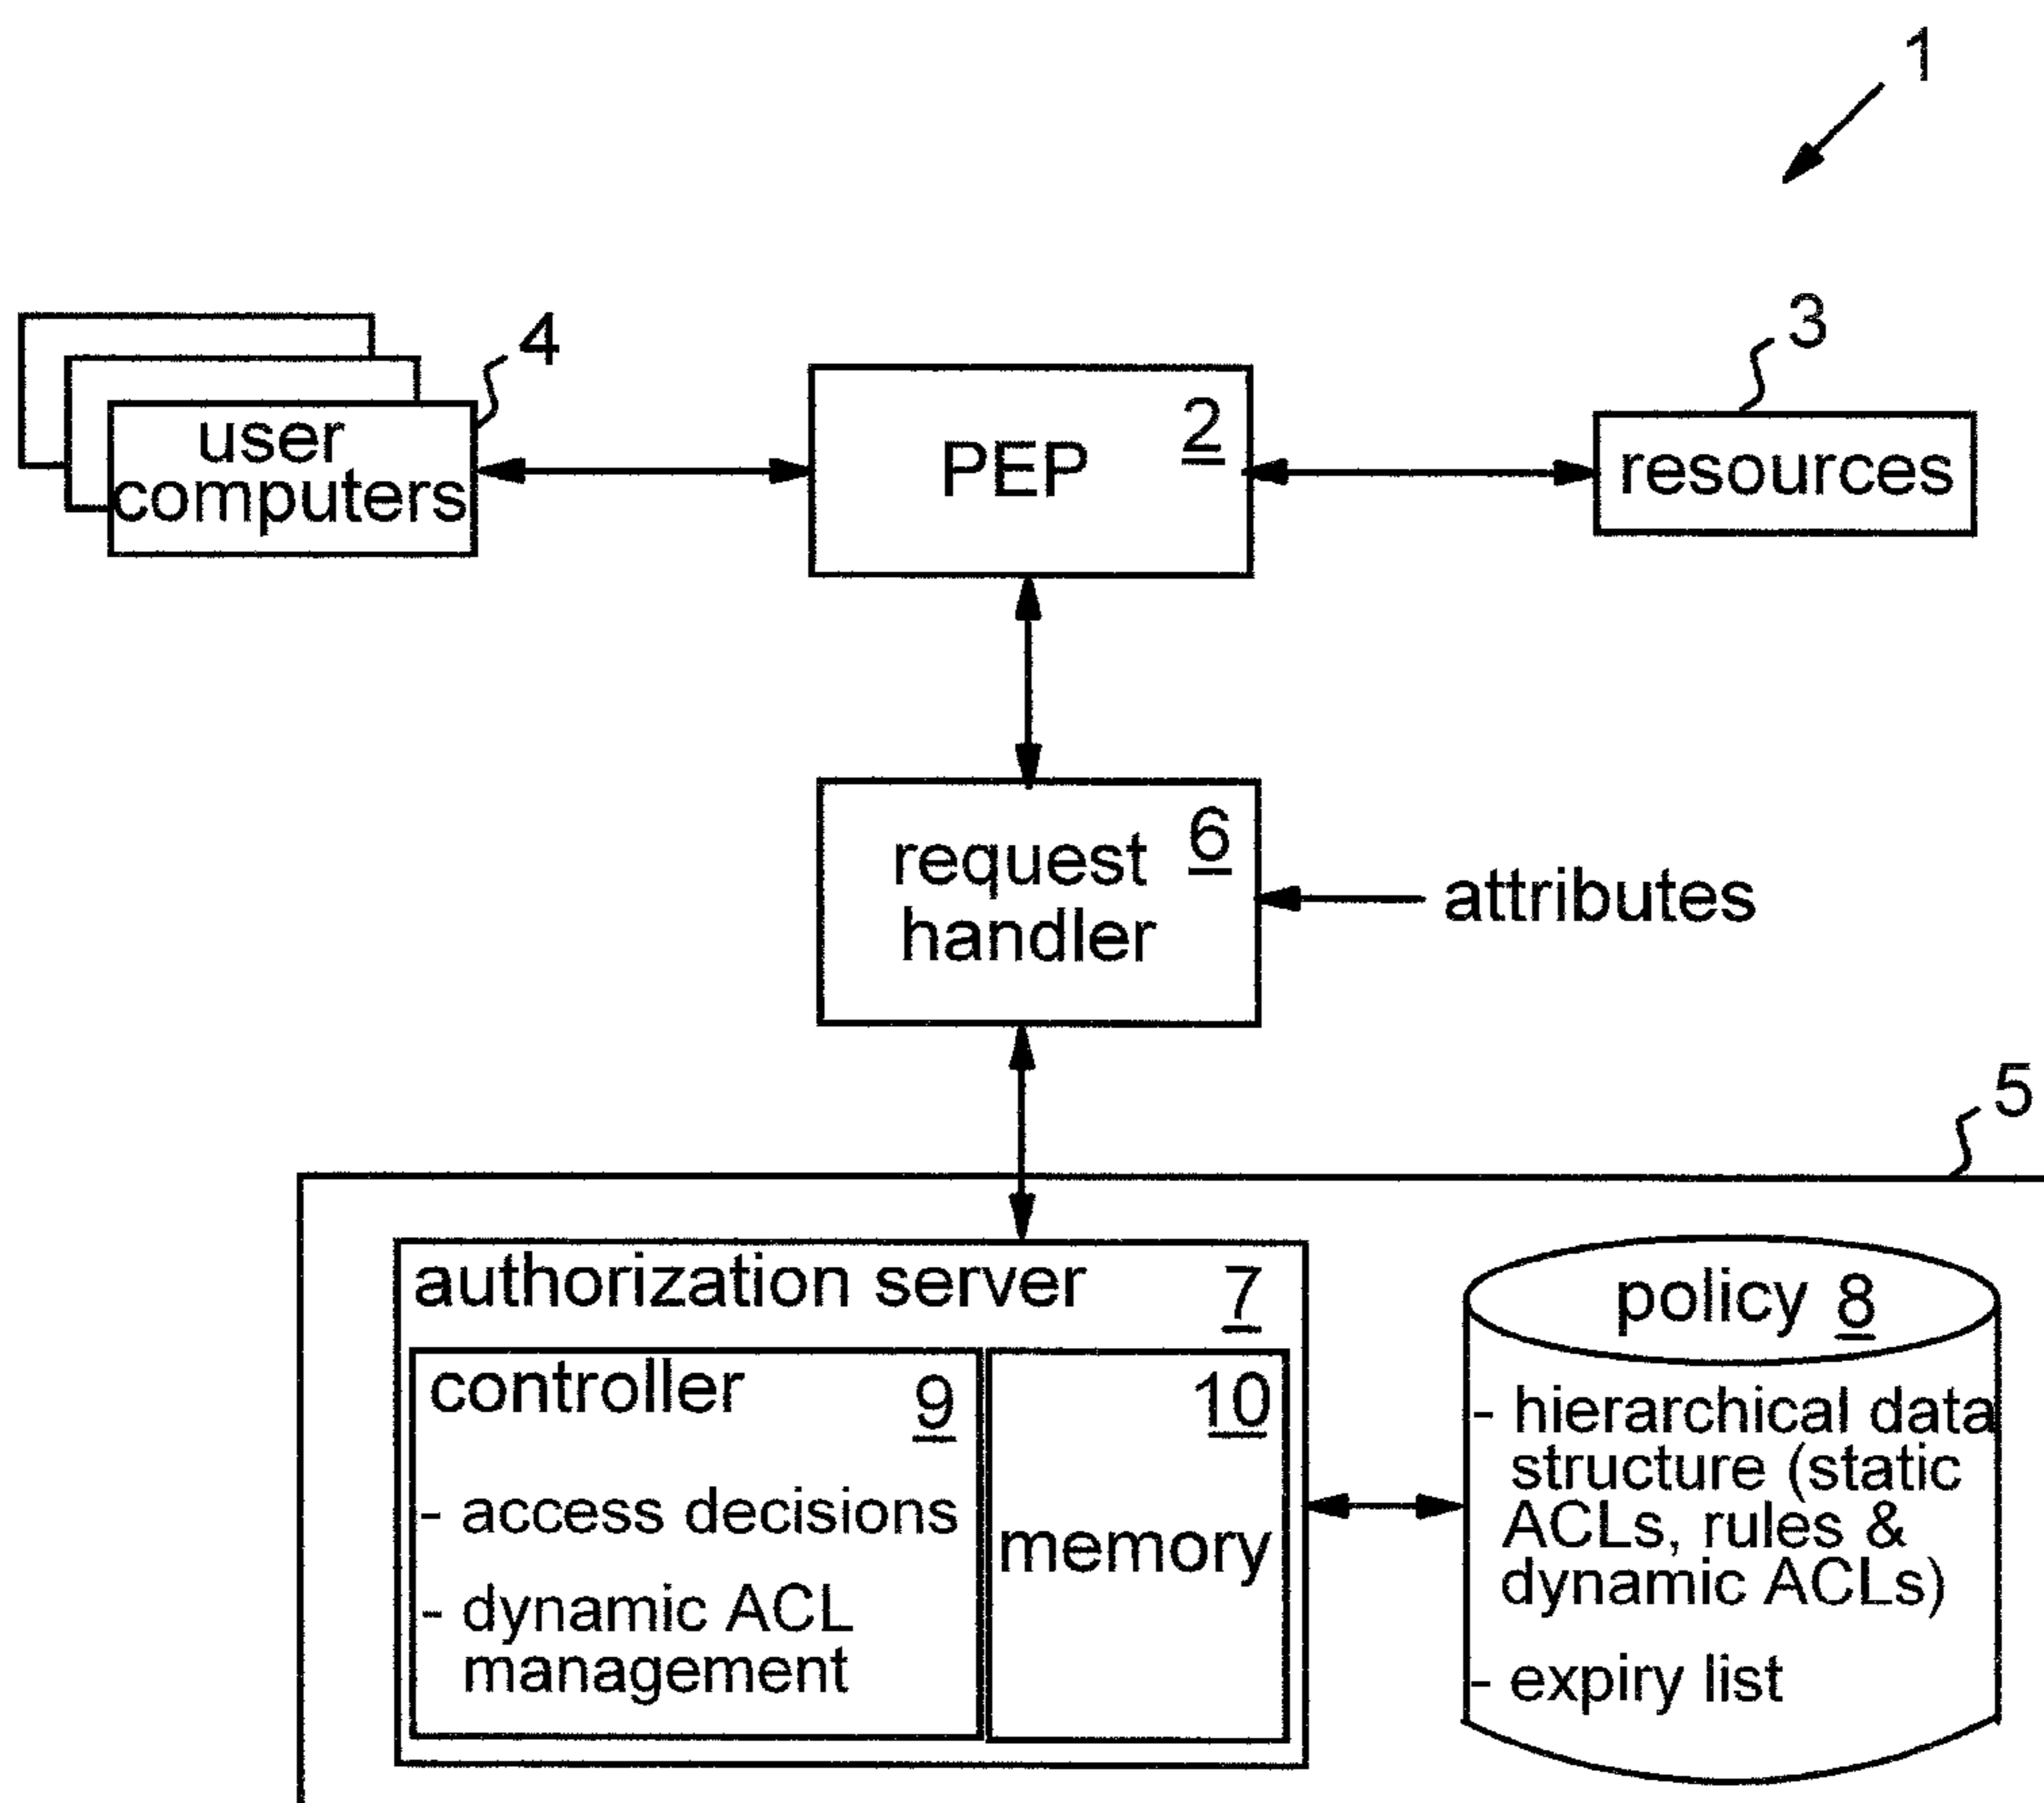 1
4
3
user
computers
PEP
2
resources
request
handler
6
attributes
5
authorization server
7
policy 8
controller
9
10
- hierarchical data
structure (static
ACLs, rules &
dynamic ACLs)
- access decisions
memory
- dynamic ACL
management
- expiry list